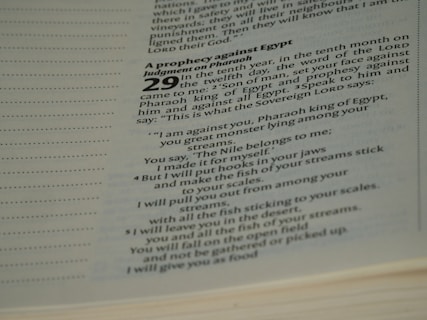 nations. Then
which I gave to my
there in safety and will
vineyards; they will live in safety
punishment on all their neighbours
ligned them. Then they will know that I am the
LORD their God.'"
A prophecy against Egypt
Judgment on Pharaoh
29 In the tenth year, in the tenth month on
the twelfth day, the word of the LORD
came to me: 2 "Son of man, set your face against
Pharaoh king of Egypt and prophesy against
him and against all Egypt. 3 Speak to him and
say: 'This is what the Sovereign LORD says:
"'I am against you, Pharaoh king of Egypt,
you great monster lying among your
streams.
You say, 'The Nile belongs to me;
I made it for myself.'
4 But I will put hooks in your jaws
and make the fish of your streams stick
to your scales.
I will pull you out from among your
streams,
with all the fish sticking to your scales.
5 I will leave you in the desert,
you and all the fish of your streams.
You will fall on the open field
and not be gathered or picked up.
I will give you as food